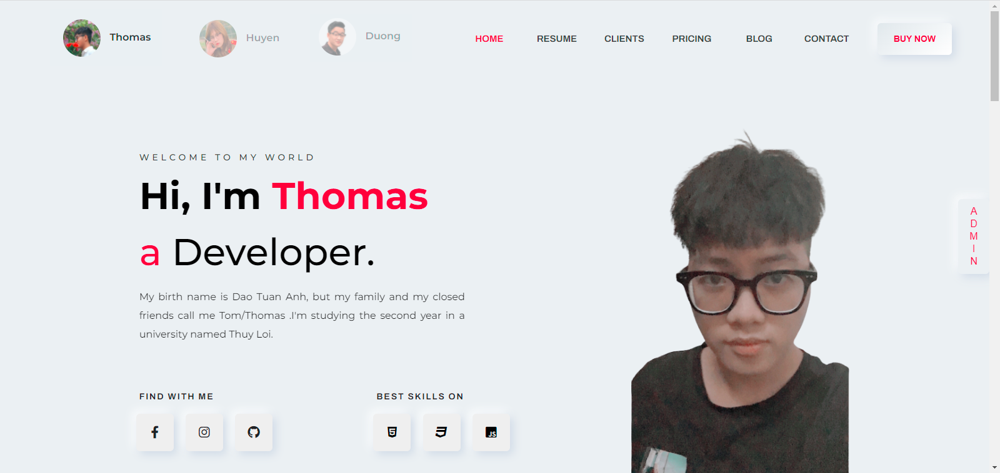 Thomas
Huyen
Duong
HOME
RESUME
CLIENTS
PRICING
BLOG
CONTACT
BUY NOW
WELCOME TO MY WORLD
Hi, I'm Thomas
a Developer.
My birth name is Dao Tuan Anh, but my family and my closed
friends call me Tom/Thomas .I'm studying the second year in a
university named Thuy Loi.
FIND WITH ME
BEST SKILLS ON
JS
ADMIN